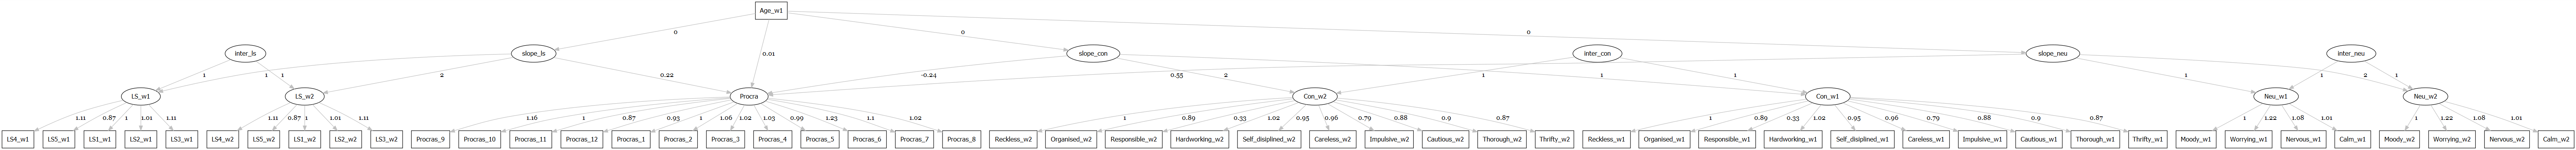 Age_w1
0
0
0
0.01
inter_ls
slope_ls
slope_con
inter_con
slope_neu
inter_neu
1
1
1
2
0.22
-0.24
0.55
2
1
1
1
1
1
2
1
LS_w1
LS_w2
Procra
Con_w2
Con_w1
Neu_w1
Neu_w2
1.11
0.87
1
1.01
1.11
1.11
0.87
1
1.01
1.11
1.16
1
0.87
0.93
1
1.06
1.02
1.03
0.99
1.23
1.1
1.02
1
0.89
0.33
1.02
0.95
0.96
0.79
0.88
0.9
0.87
1
0.89
0.33
1.02
0.95
0.96
0.79
0.88
0.9
0.87
1
1.22
1.08
1.01
1
1.22
1.08
1.01
LS4_w1
LS5_w1
LS1_w1
LS2_w1
LS3_w1
LS4_w2
LS5_w2
LS1_w2
LS2_w2
LS3_w2
Procras_9
Procras_10
Procras_11
Procras_12
Procras_1
Procras_2
Procras_3
Procras_4
Procras_5
Procras_6
Procras_7
Procras_8
Reckless_w2
Organised_w2
Responsible_w2
Hardworking_w2
Self_disiplined_w2
Careless_w2
Impulsive_w2
Cautious_w2
Thorough_w2
Thrifty_w2
Reckless_w1
Organised_w1
Responsible_w1
Hardworking_w1
Self_disiplined_w1
Careless_w1
Impulsive_w1
Cautious_w1
Thorough_w1
Thrifty_w1
Moody_w1
Worrying_w1
Nervous_w1
Calm_w1
Moody_w2
Worrying_w2
Nervous_w2
Calm_w2